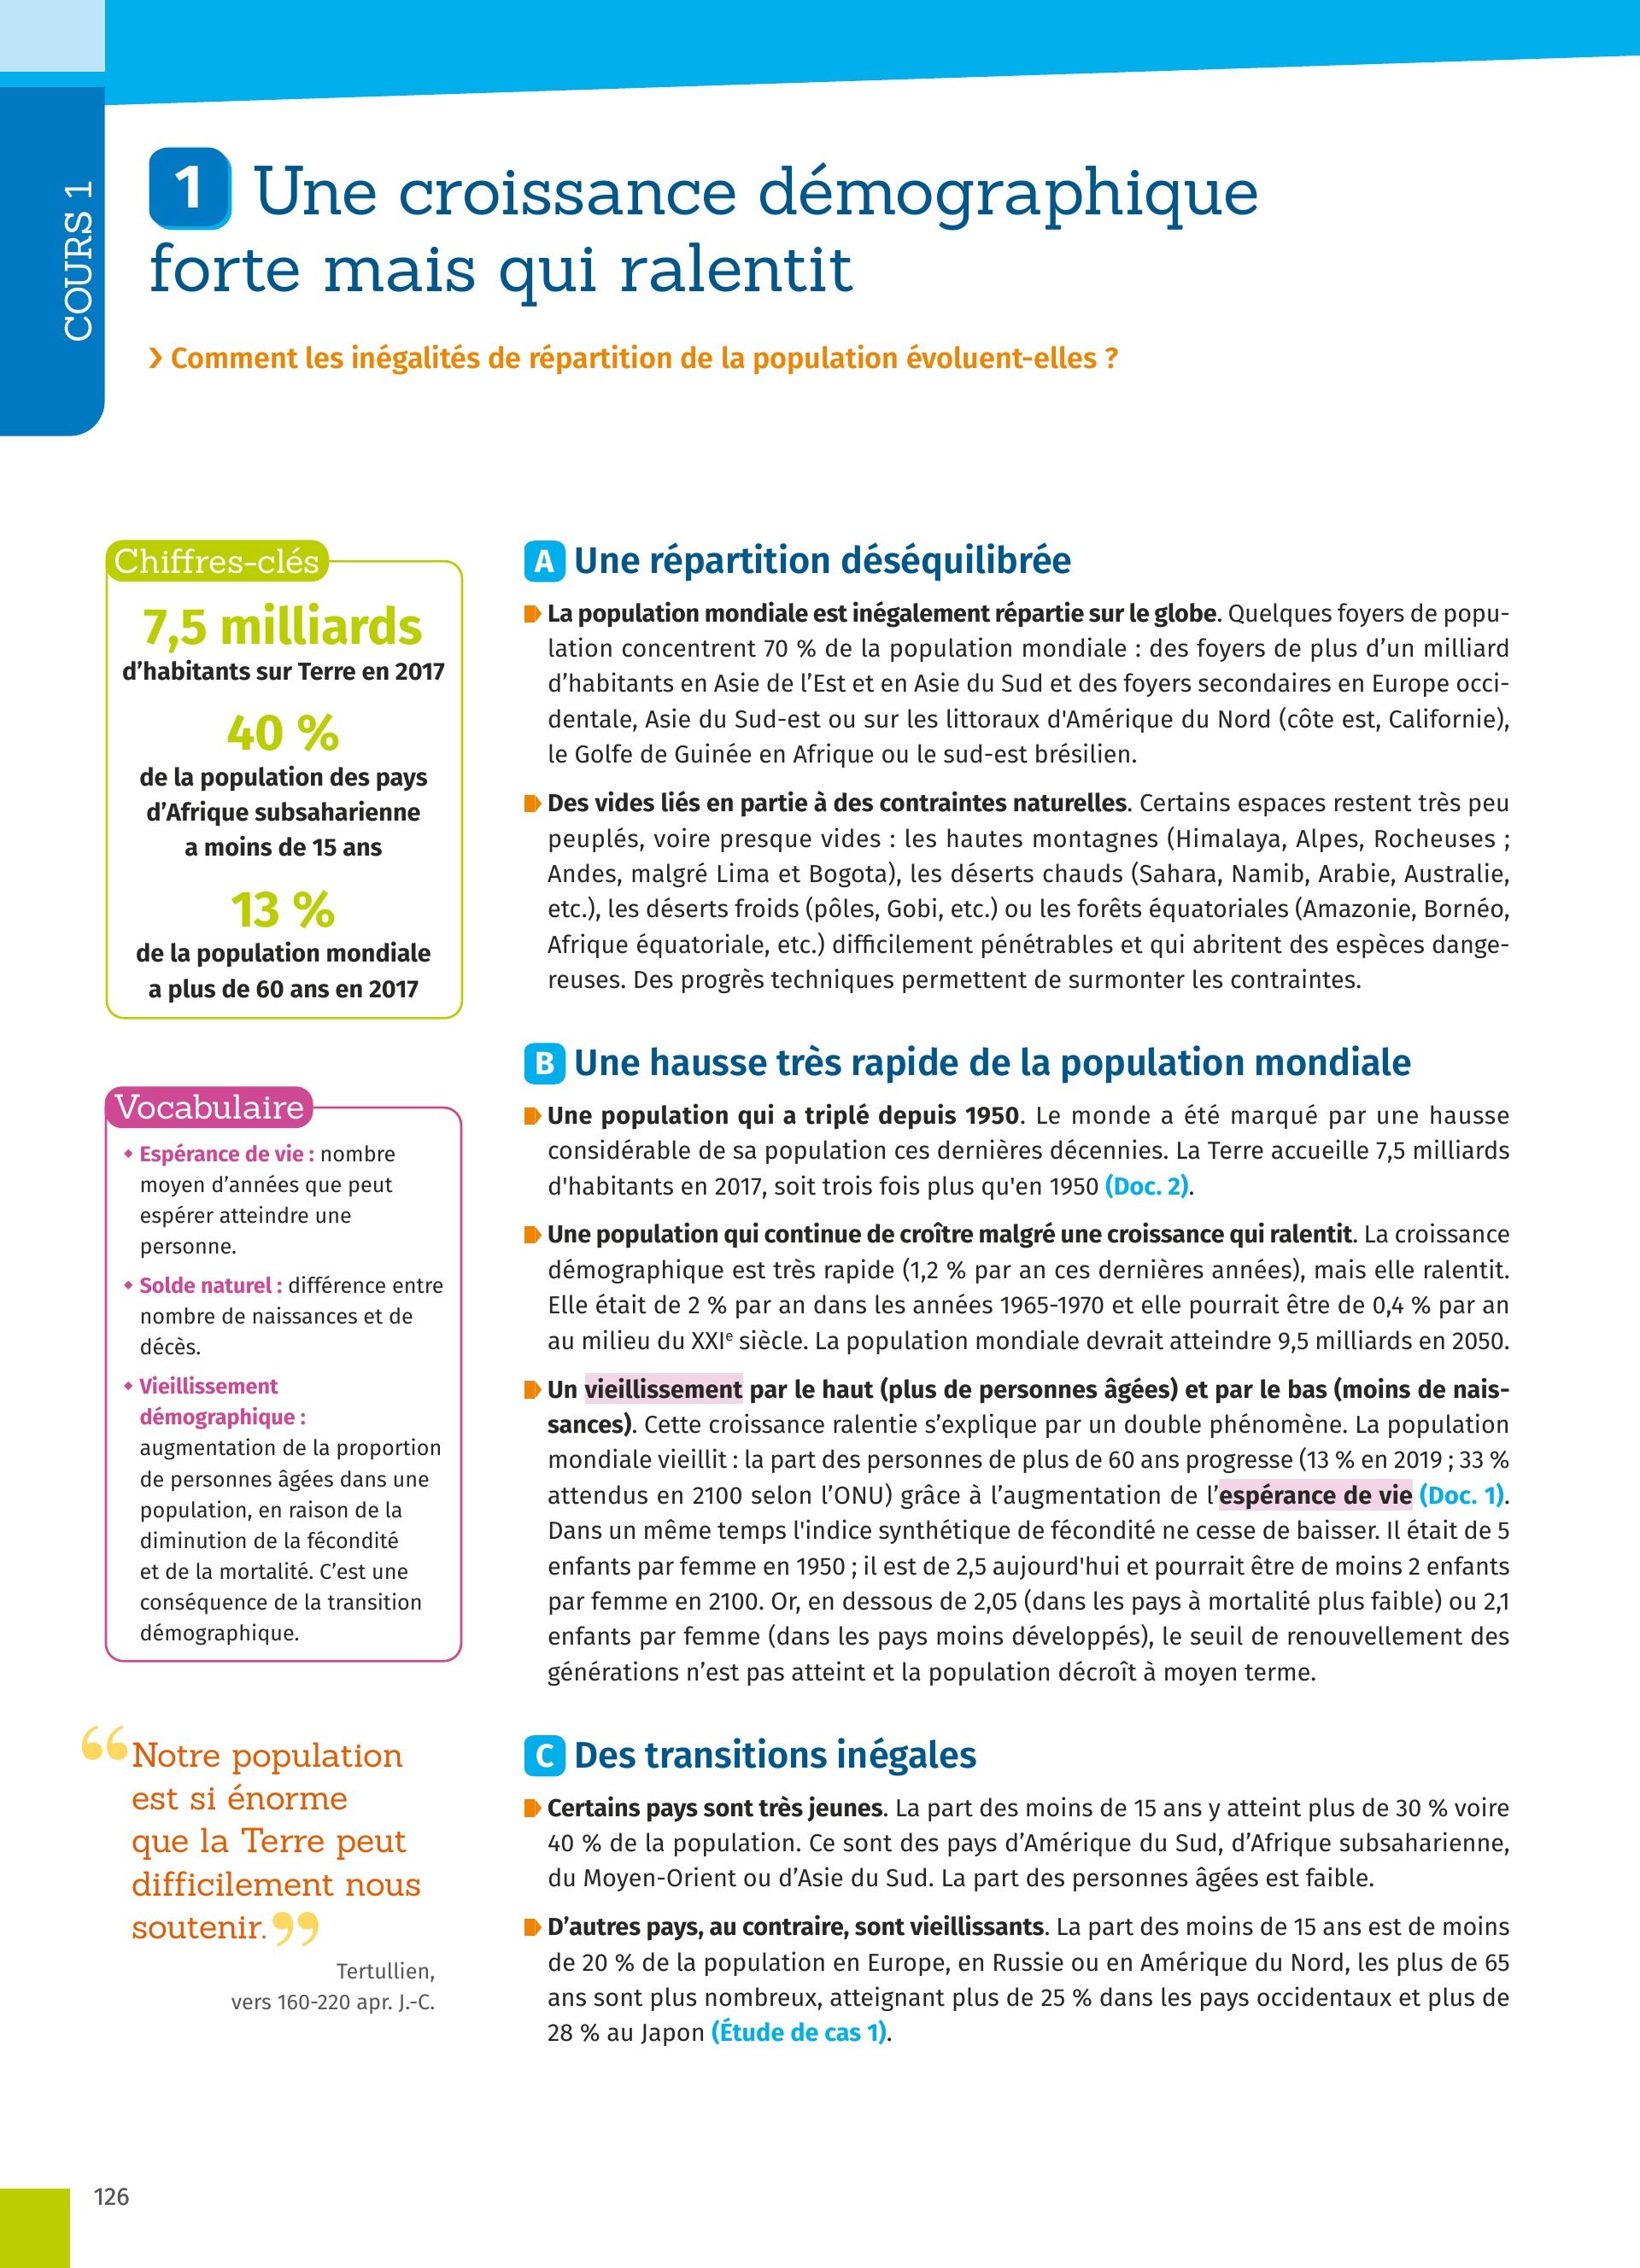 COURS 1
1 Une croissance démographique
forte mais qui ralentit
❯ Comment les inégalités de répartition de la population évoluent-elles ?
Chiffres-clés
7,5 milliards
d’habitants sur Terre en 2017
40 %
de la population des pays
d’Afrique subsaharienne
a moins de 15 ans
13 %
de la population mondiale
a plus de 60 ans en 2017
Vocabulaire
◆ Espérance de vie : nombre
moyen d’années que peut
espérer atteindre une
personne.
◆ Solde naturel : différence entre
nombre de naissances et de
décès.
◆ Vieillissement
démographique :
augmentation de la proportion
de personnes âgées dans une
population, en raison de la
diminution de la fécondité
et de la mortalité. C’est une
conséquence de la transition
démographique.
“Notre population
est si énorme
que la Terre peut
difficilement nous
soutenir.”
Tertullien,
vers 160-220 apr. J.-C.
A Une répartition déséquilibrée
La population mondiale est inégalement répartie sur le globe. Quelques foyers de popu-
lation concentrent 70 % de la population mondiale : des foyers de plus d’un milliard
d’habitants en Asie de l’Est et en Asie du Sud et des foyers secondaires en Europe occi-
dentale, Asie du Sud-est ou sur les littoraux d'Amérique du Nord (côte est, Californie),
le Golfe de Guinée en Afrique ou le sud-est brésilien.
Des vides liés en partie à des contraintes naturelles. Certains espaces restent très peu
peuplés, voire presque vides : les hautes montagnes (Himalaya, Alpes, Rocheuses ;
Andes, malgré Lima et Bogota), les déserts chauds (Sahara, Namib, Arabie, Australie,
etc.), les déserts froids (pôles, Gobi, etc.) ou les forêts équatoriales (Amazonie, Bornéo,
Afrique équatoriale, etc.) difficilement pénétrables et qui abritent des espèces dange-
reuses. Des progrès techniques permettent de surmonter les contraintes.
B Une hausse très rapide de la population mondiale
Une population qui a triplé depuis 1950. Le monde a été marqué par une hausse
considérable de sa population ces dernières décennies. La Terre accueille 7,5 milliards
d'habitants en 2017, soit trois fois plus qu'en 1950 (Doc. 2).
Une population qui continue de croître malgré une croissance qui ralentit. La croissance
démographique est très rapide (1,2 % par an ces dernières années), mais elle ralentit.
Elle était de 2 % par an dans les années 1965-1970 et elle pourrait être de 0,4 % par an
au milieu du XXIᵉ siècle. La population mondiale devrait atteindre 9,5 milliards en 2050.
Un vieillissement par le haut (plus de personnes âgées) et par le bas (moins de nais-
sances). Cette croissance ralentie s’explique par un double phénomène. La population
mondiale vieillit : la part des personnes de plus de 60 ans progresse (13 % en 2019 ; 33 %
attendus en 2100 selon l’ONU) grâce à l’augmentation de l’espérance de vie (Doc. 1).
Dans un même temps l'indice synthétique de fécondité ne cesse de baisser. Il était de 5
enfants par femme en 1950 ; il est de 2,5 aujourd'hui et pourrait être de moins 2 enfants
par femme en 2100. Or, en dessous de 2,05 (dans les pays à mortalité plus faible) ou 2,1
enfants par femme (dans les pays moins développés), le seuil de renouvellement des
générations n’est pas atteint et la population décroît à moyen terme.
C Des transitions inégales
Certains pays sont très jeunes. La part des moins de 15 ans y atteint plus de 30 % voire
40 % de la population. Ce sont des pays d’Amérique du Sud, d’Afrique subsaharienne,
du Moyen-Orient ou d’Asie du Sud. La part des personnes âgées est faible.
D’autres pays, au contraire, sont vieillissants. La part des moins de 15 ans est de moins
de 20 % de la population en Europe, en Russie ou en Amérique du Nord, les plus de 65
ans sont plus nombreux, atteignant plus de 25 % dans les pays occidentaux et plus de
28 % au Japon (Étude de cas 1).
126